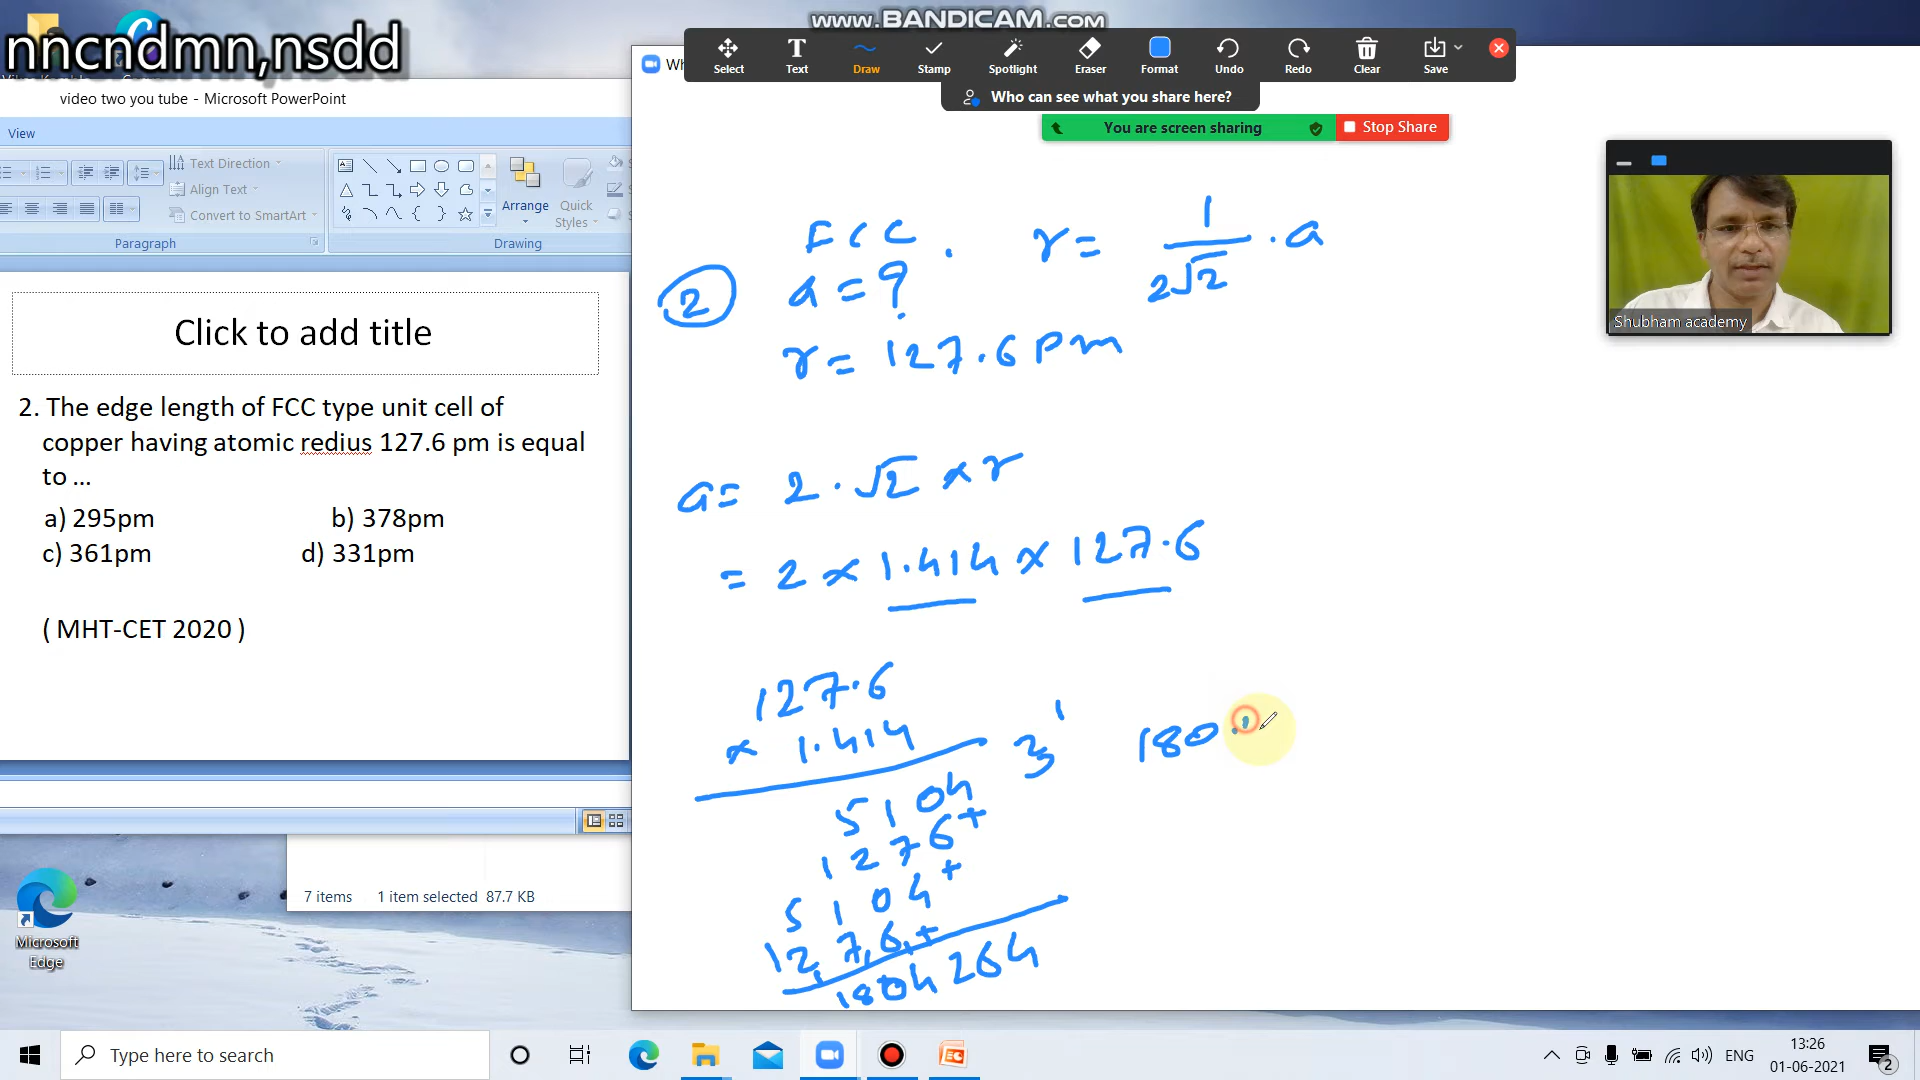 WWW.BANDICAM.COM
nncndmn,nsdd
video two you tube - Microsoft PowerPoint
View
Text Direction
Align Text
Convert to SmartArt
Paragraph
Arrange
Quick Styles
Drawing
Select Text Draw Stamp Spotlight Eraser Format Undo Redo Clear Save
Who can see what you share here?
You are screen sharing Stop Share
Shubham academy
Click to add title
2. The edge length of FCC type unit cell of
copper having atomic redius 127.6 pm is equal
to ...
a) 295pm b) 378pm
c) 361pm d) 331pm
( MHT-CET 2020 )
FCC . r = 1/2√2 . a
② a = ?
r = 127.6 Pm
a = 2 . √2 × r
= 2 × 1.414 × 127.6
127.6
× 1.414
3 1
180.
5104
1276+
5104+
1276++
1804264
7 items 1 item selected 87.7 KB
Microsoft
Edge
Type here to search
ENG
13:26
01-06-2021
2